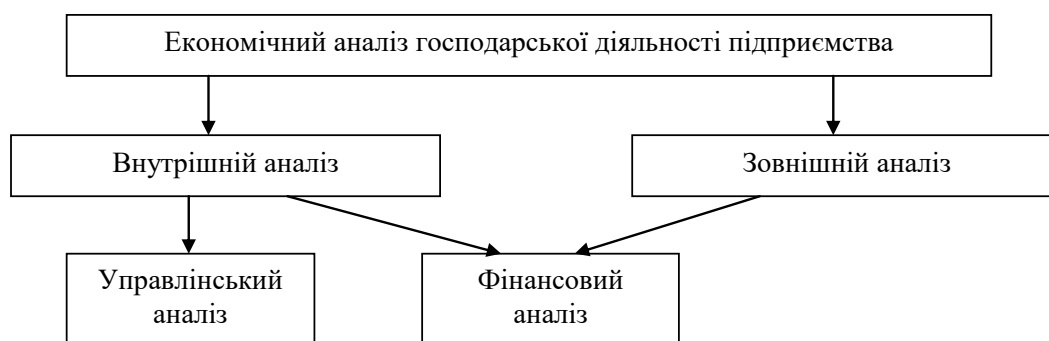 Економічний аналіз господарської діяльності підприємства
Внутрішній аналіз
Зовнішній аналіз
Управлінський
аналіз
Фінансовий
аналіз